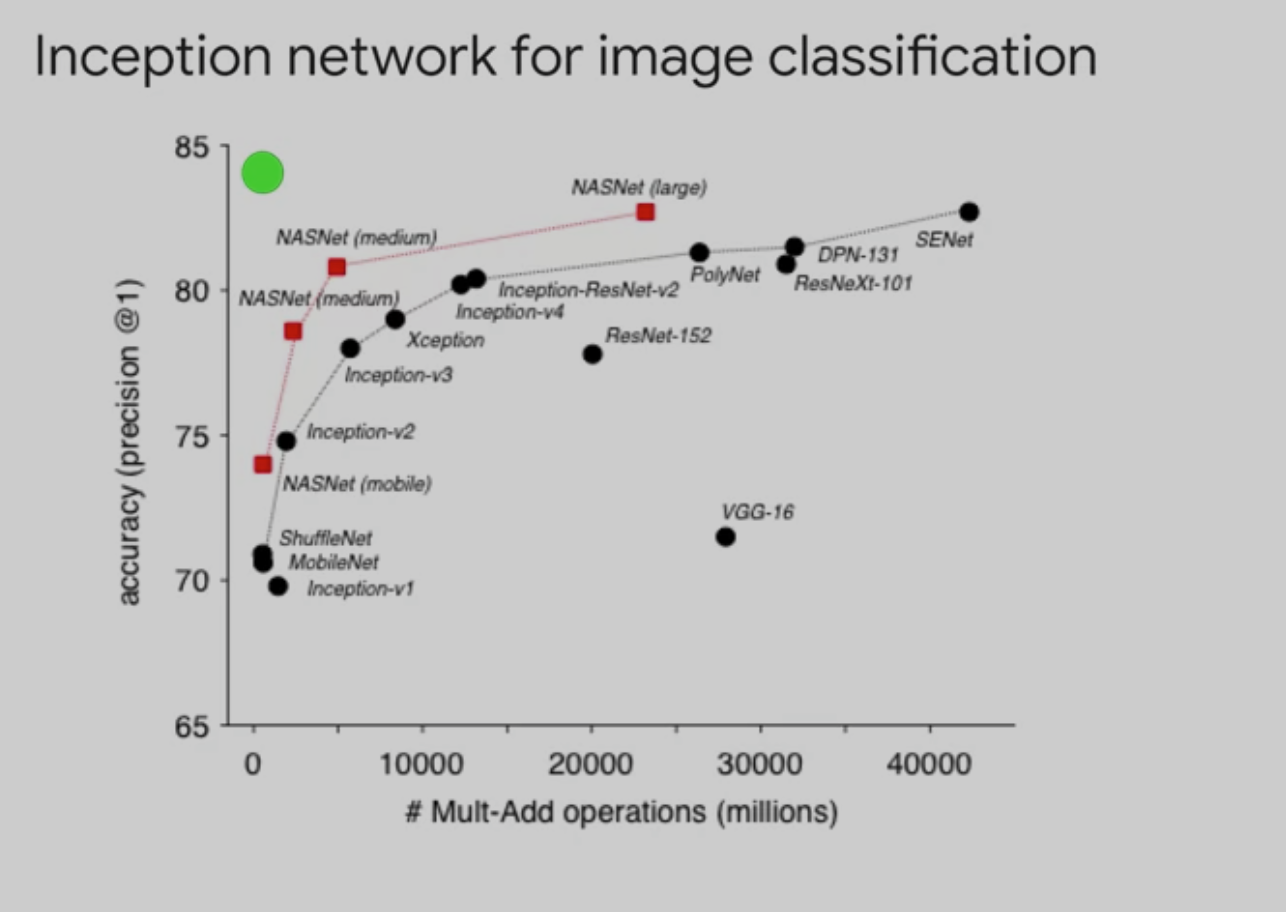 Inception network for image classification
85
NASNet (large)
NASNet (medium)
SENet
DPN-131
PolyNet
ResNeXt-101
80
NASNet (medium)
Inception-ResNet-v2
Inception-v4
ResNet-152
Xception
Inception-v3
accuracy (precision @1)
75
Inception-v2
NASNet (mobile)
VGG-16
ShuffleNet
MobileNet
70
Inception-v1
65
0 10000 20000 30000 40000
# Mult-Add operations (millions)